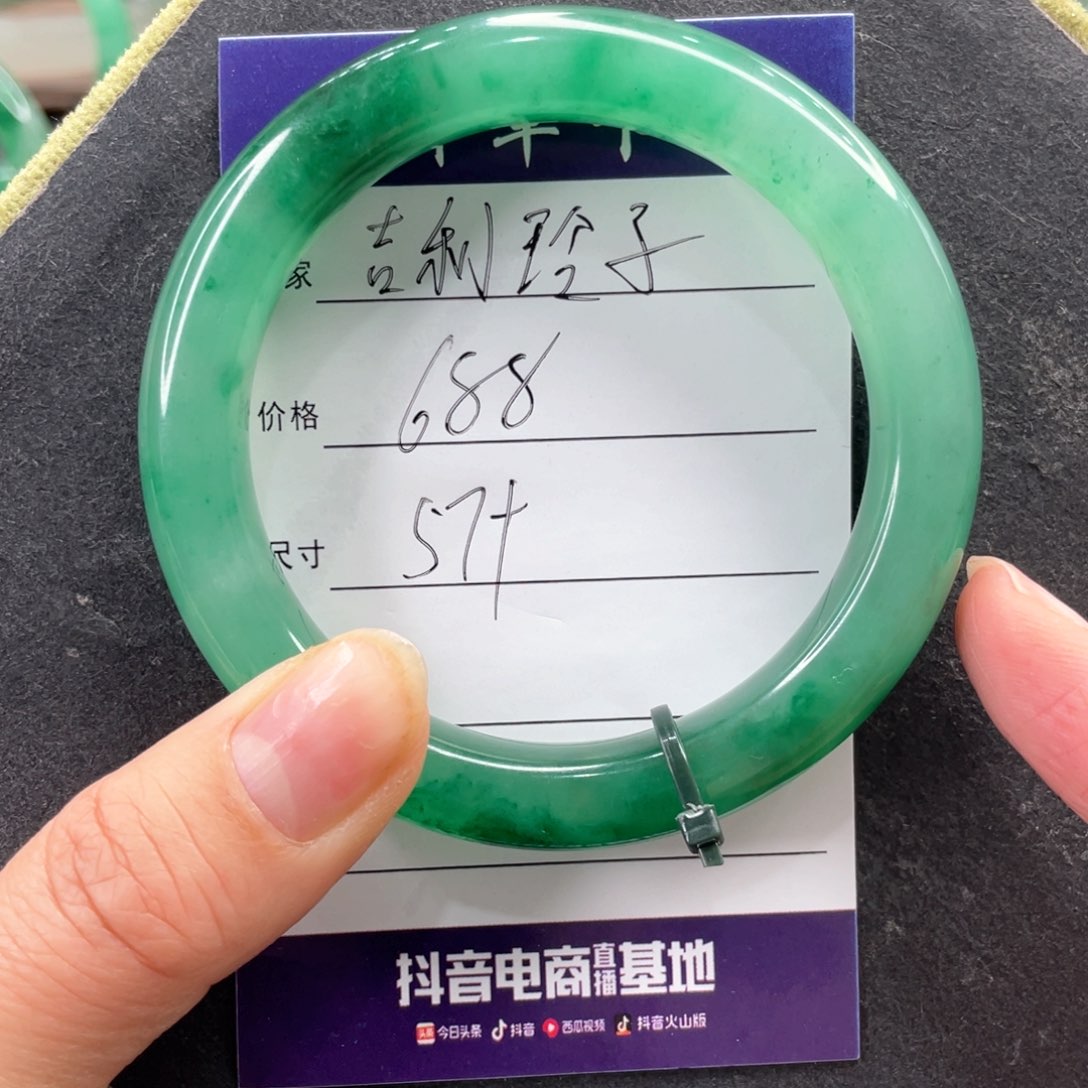 家 吉利玲子
价格 688
尺寸 57+
抖音电商直播基地
今日头条 抖音 西瓜视频 抖音火山版